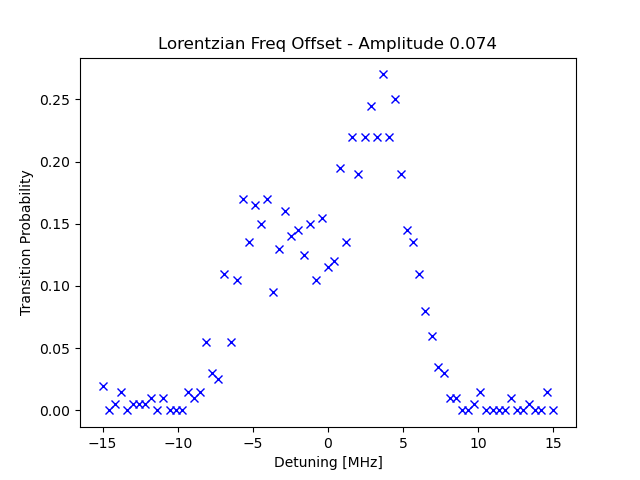 Lorentzian Freq Offset - Amplitude 0.074
Transition Probability
0.25
0.20
0.15
0.10
0.05
0.00
−15 −10 −5 0 5 10 15
Detuning [MHz]